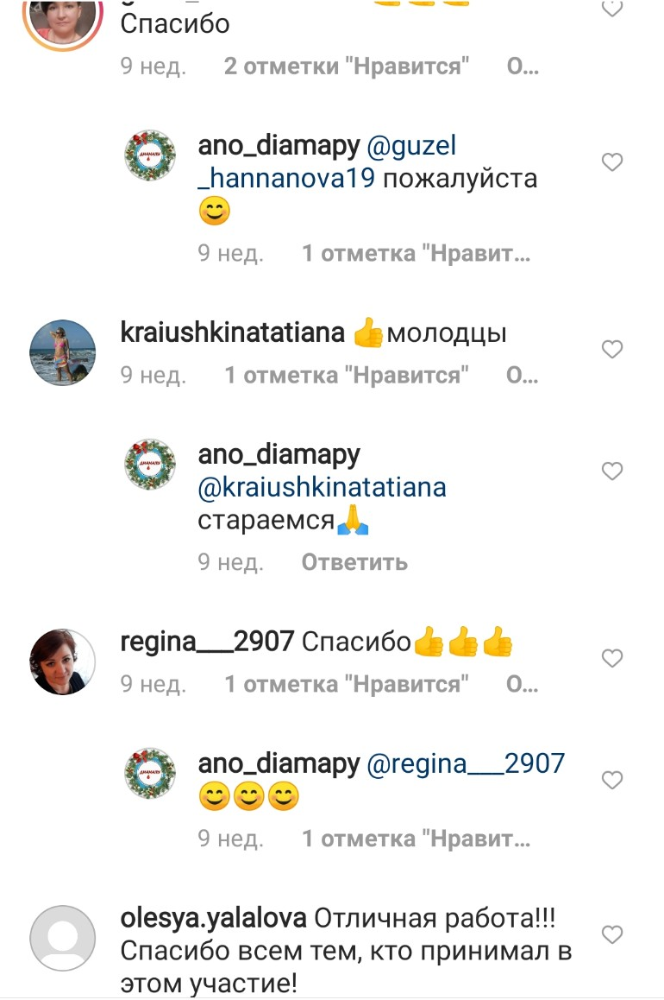 Спасибо
9 нед. 2 отметки "Нравится" О...
ano_diamapy @guzel
_hannanova19 пожалуйста
😊
9 нед. 1 отметка "Нравит...
kraiushkinatatiana 👍молодцы
9 нед. 1 отметка "Нравится" О...
ano_diamapy
@kraiushkinatatiana
стараемся🙏
9 нед. Ответить
regina___2907 Спасибо👍👍👍
9 нед. 1 отметка "Нравится" О...
ano_diamapy @regina___2907
😊😊😊
9 нед. 1 отметка "Нравит...
olesya.yalalova Отличная работа!!!
Спасибо всем тем, кто принимал в
этом участие!